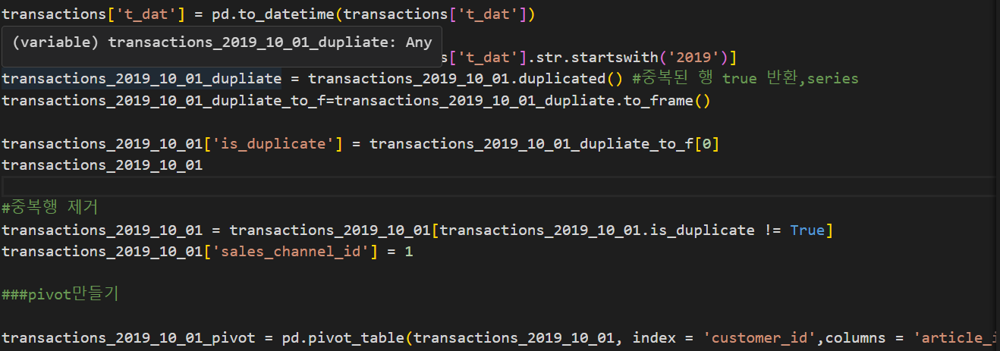 transactions['t_dat'] = pd.to_datetime(transactions['t_dat'])
(variable) transactions_2019_10_01_dupliate: Any
s['t_dat'].str.startswith('2019')]
transactions_2019_10_01_dupliate = transactions_2019_10_01.duplicated() #중복된 행 true 반환,series
transactions_2019_10_01_dupliate_to_f=transactions_2019_10_01_dupliate.to_frame()
transactions_2019_10_01['is_duplicate'] = transactions_2019_10_01_dupliate_to_f[0]
transactions_2019_10_01
#중복행 제거
transactions_2019_10_01 = transactions_2019_10_01[transactions_2019_10_01.is_duplicate != True]
transactions_2019_10_01['sales_channel_id'] = 1
###pivot만들기
transactions_2019_10_01_pivot = pd.pivot_table(transactions_2019_10_01, index = 'customer_id',columns = 'article_i